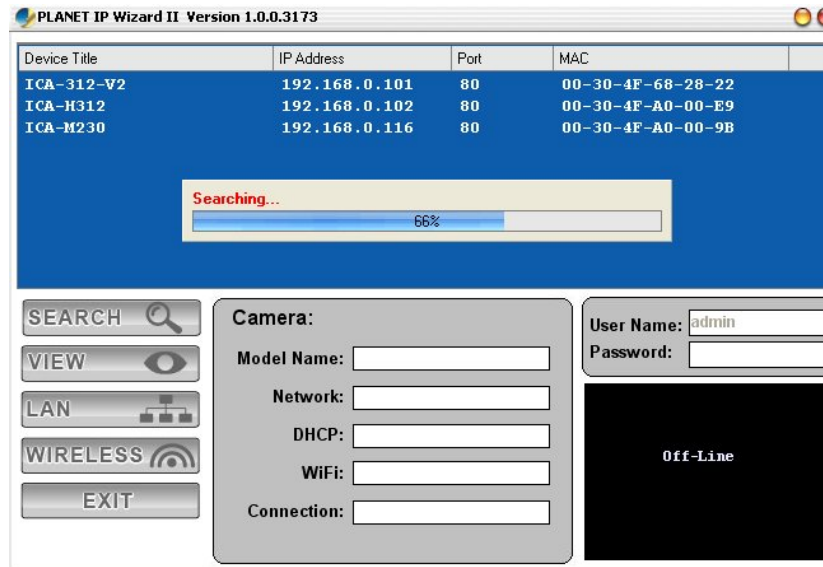 PLANET IP Wizard II Version 1.0.0.3173
Device Title IP Address Port MAC
ICA-312-V2 192.168.0.101 80 00-30-4F-68-28-22
ICA-H312 192.168.0.102 80 00-30-4F-A0-00-E9
ICA-M230 192.168.0.116 80 00-30-4F-A0-00-9B
Searching...
66%
SEARCH
VIEW
LAN
WIRELESS
EXIT
Camera:
Model Name:
Network:
DHCP:
WiFi:
Connection:
User Name: admin
Password:
Off-Line